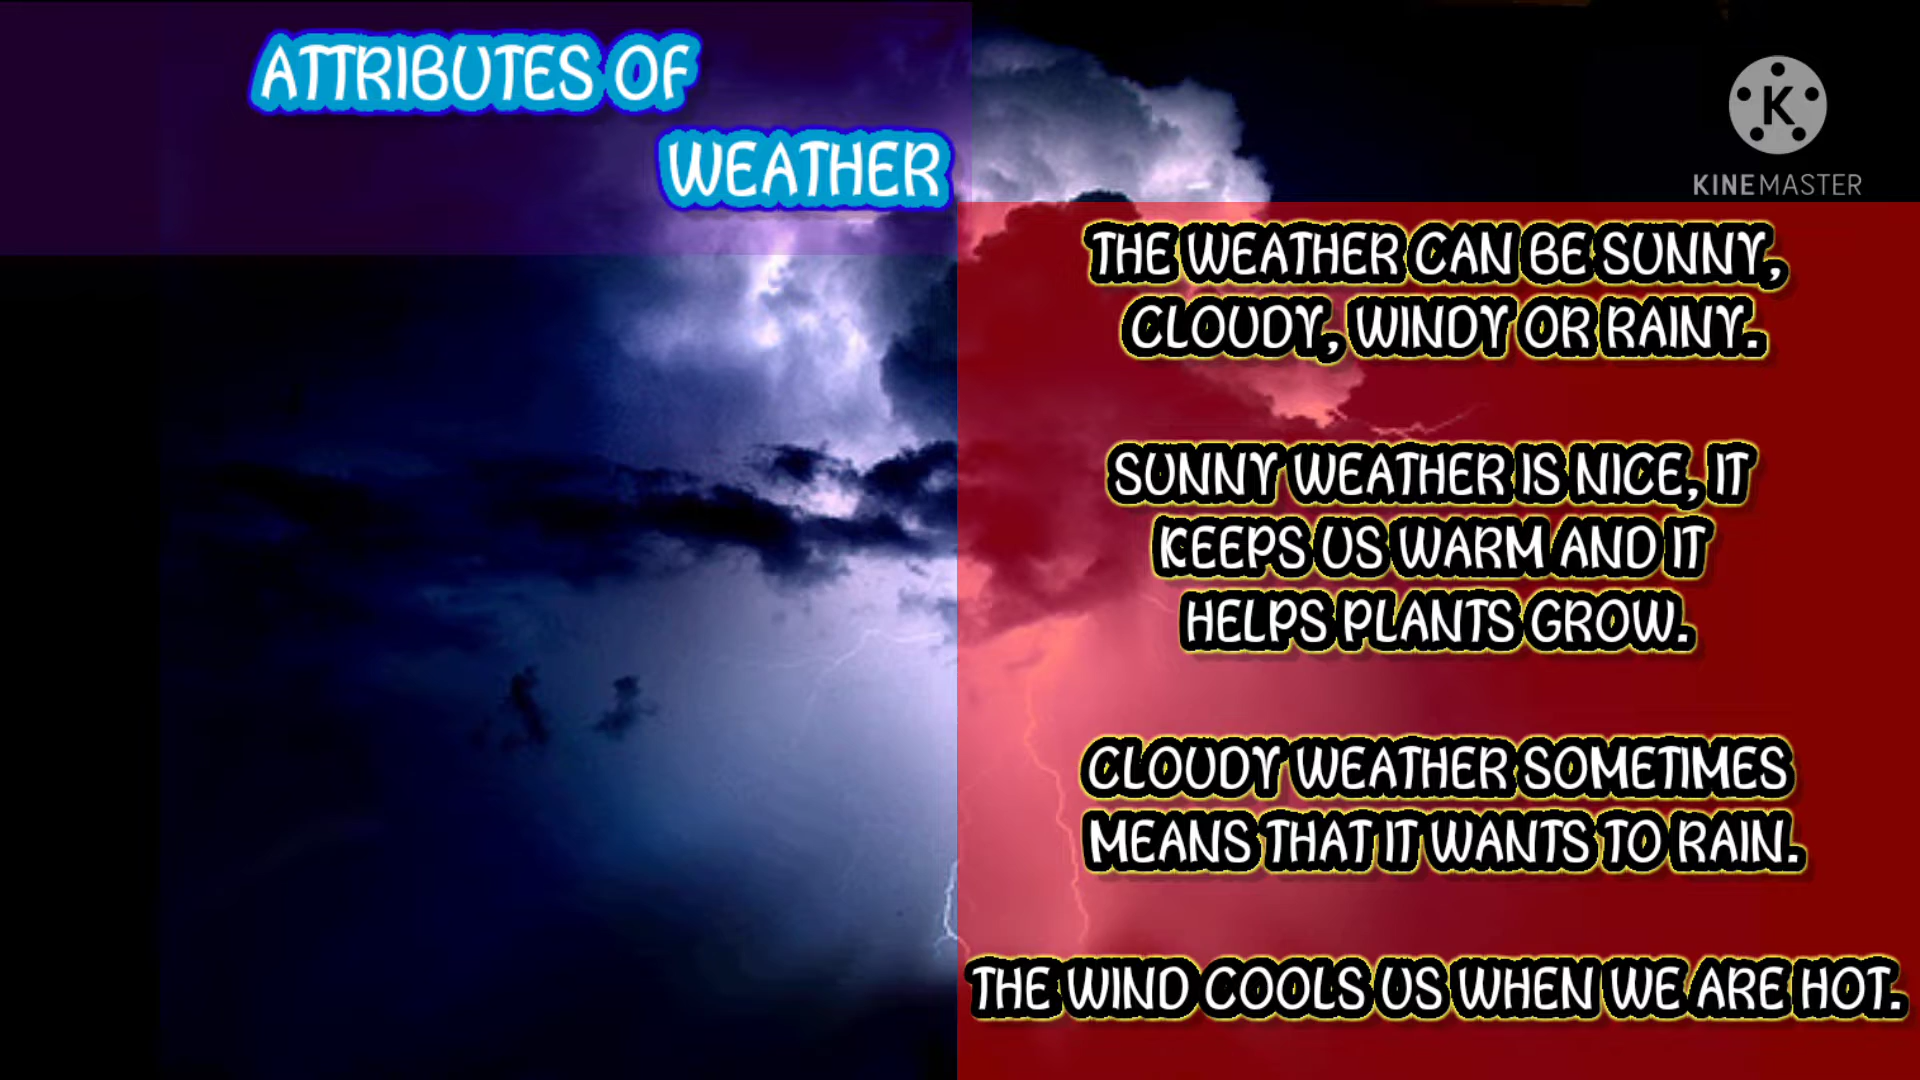 ATTRIBUTES OF
WEATHER
K
KINEMASTER
THE WEATHER CAN BE SUNNY,
CLOUDY, WINDY OR RAINY.
SUNNY WEATHER IS NICE, IT
KEEPS US WARM AND IT
HELPS PLANTS GROW.
CLOUDY WEATHER SOMETIMES
MEANS THAT IT WANTS TO RAIN.
THE WIND COOLS US WHEN WE ARE HOT.